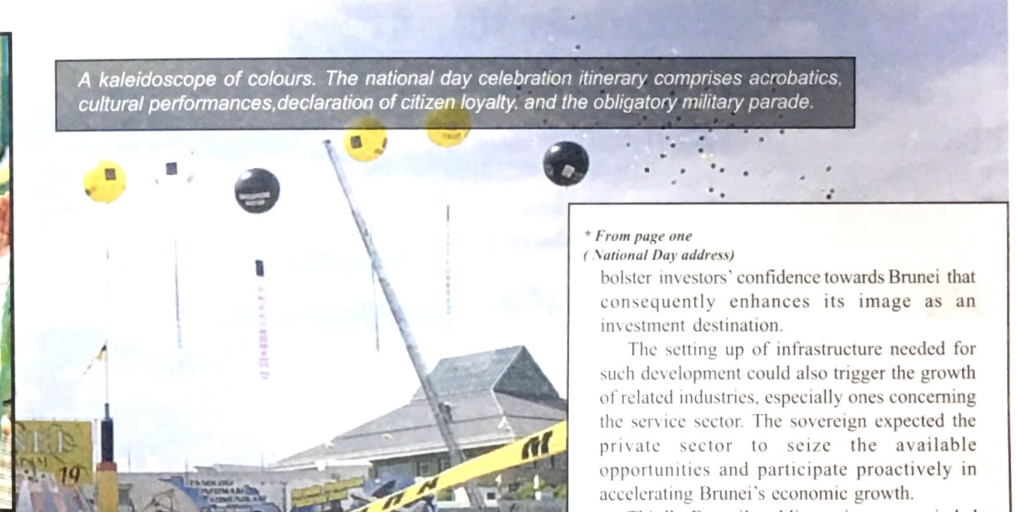 A kaleidoscope of colours. The national day celebration itinerary comprises acrobatics,
cultural performances,declaration of citizen loyalty, and the obligatory military parade.
* From page one
( National Day address)
bolster investors' confidence towards Brunei that
consequently enhances its image as an
investment destination.
The setting up of infrastructure needed for
such development could also trigger the growth
of related industries, especially ones concerning
the service sector. The sovereign expected the
private sector to seize the available
opportunities and participate proactively in
accelerating Brunei's economic growth.
19